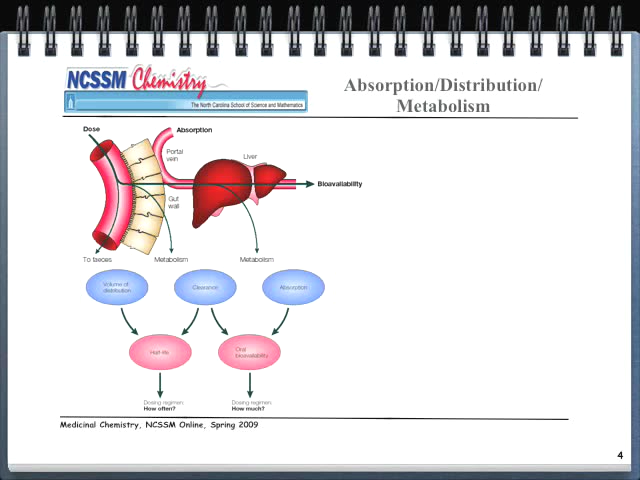 NCSSM Chemistry
The North Carolina School of Science and Mathematics
Absorption/Distribution/
Metabolism
Dose
Absorption
Portal
vein
Liver
Bioavailability
Gut
wall
To faeces
Metabolism
Metabolism
Volume of
distribution
Clearance
Absorption
Half-life
Oral
bioavailability
Dosing regimen:
How often?
Dosing regimen:
How much?
Medicinal Chemistry, NCSSM Online, Spring 2009
4